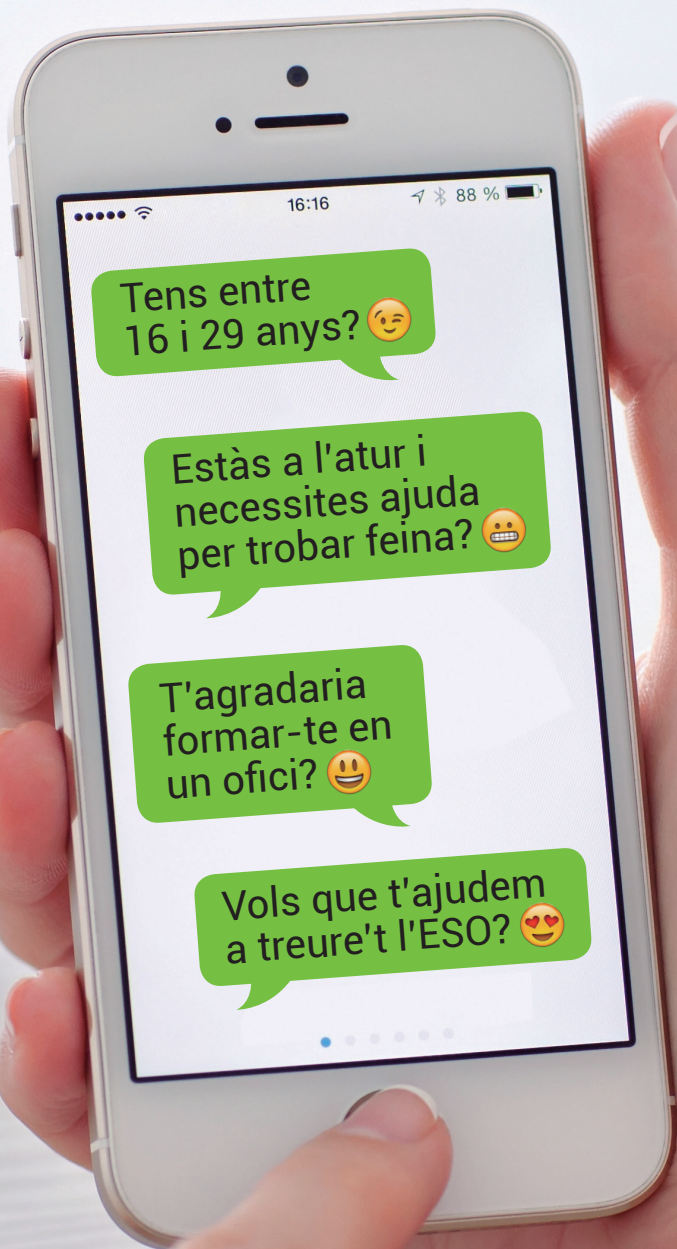 16:16
88 %
Tens entre
16 i 29 anys? 😉
Estàs a l'atur i
necessites ajuda
per trobar feina? 😬
T'agradaria
formar-te en
un ofici? 😃
Vols que t'ajudem
a treure't l'ESO? 😍